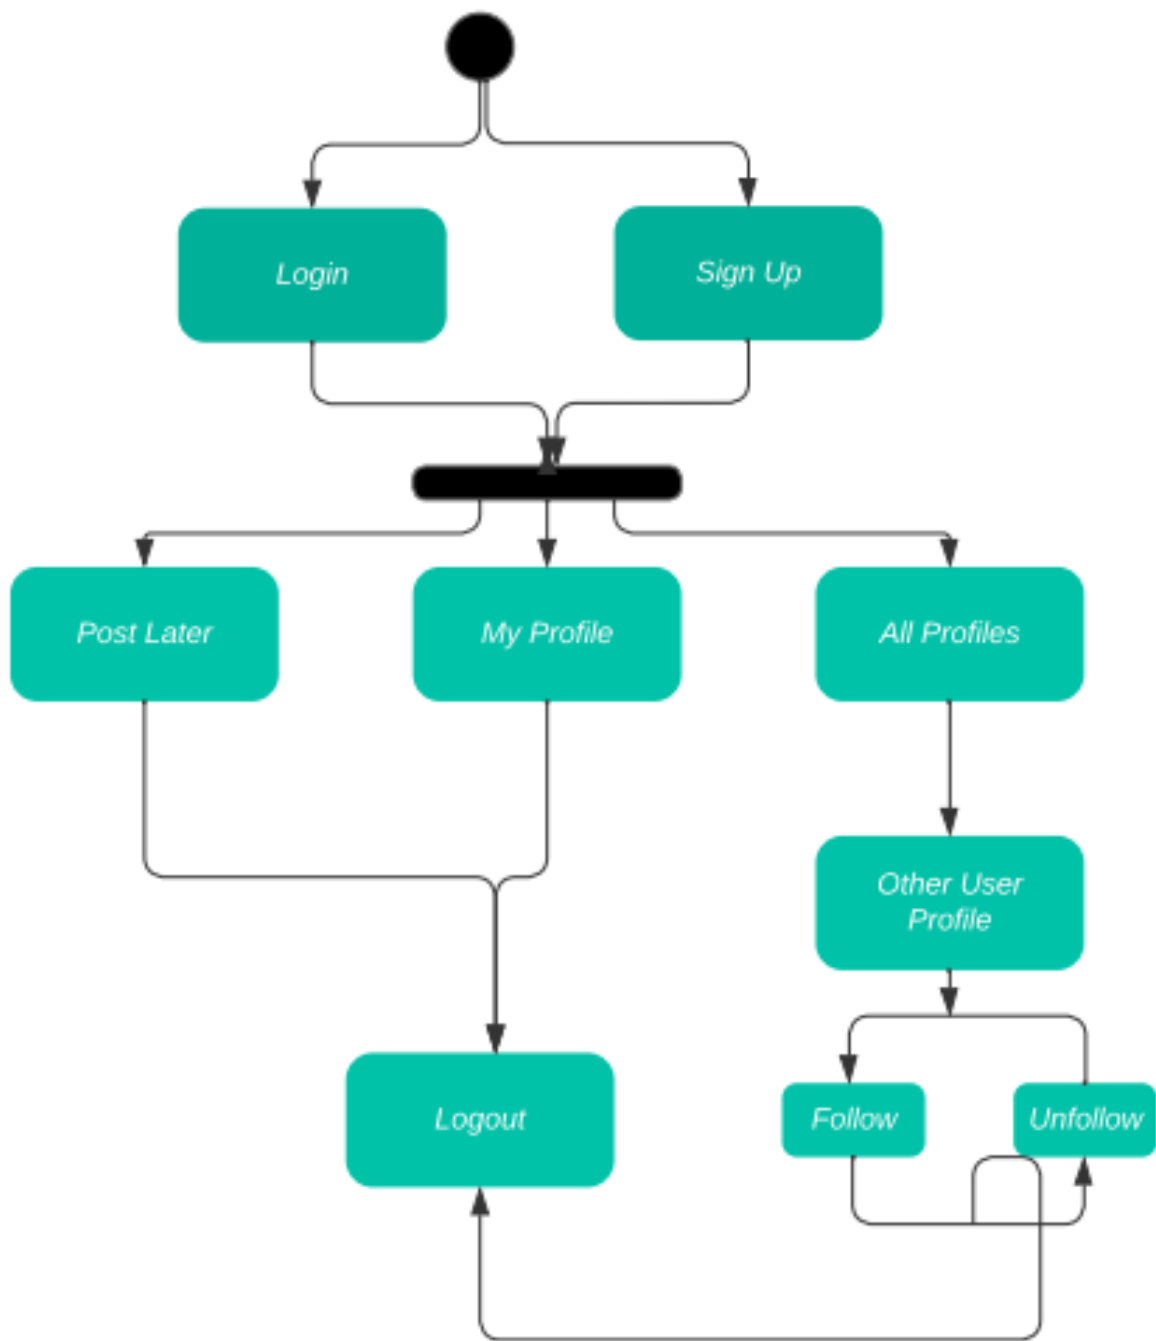 Login
Sign Up
Post Later
My Profile
All Profiles
Other User
Profile
Logout
Follow
Unfollow